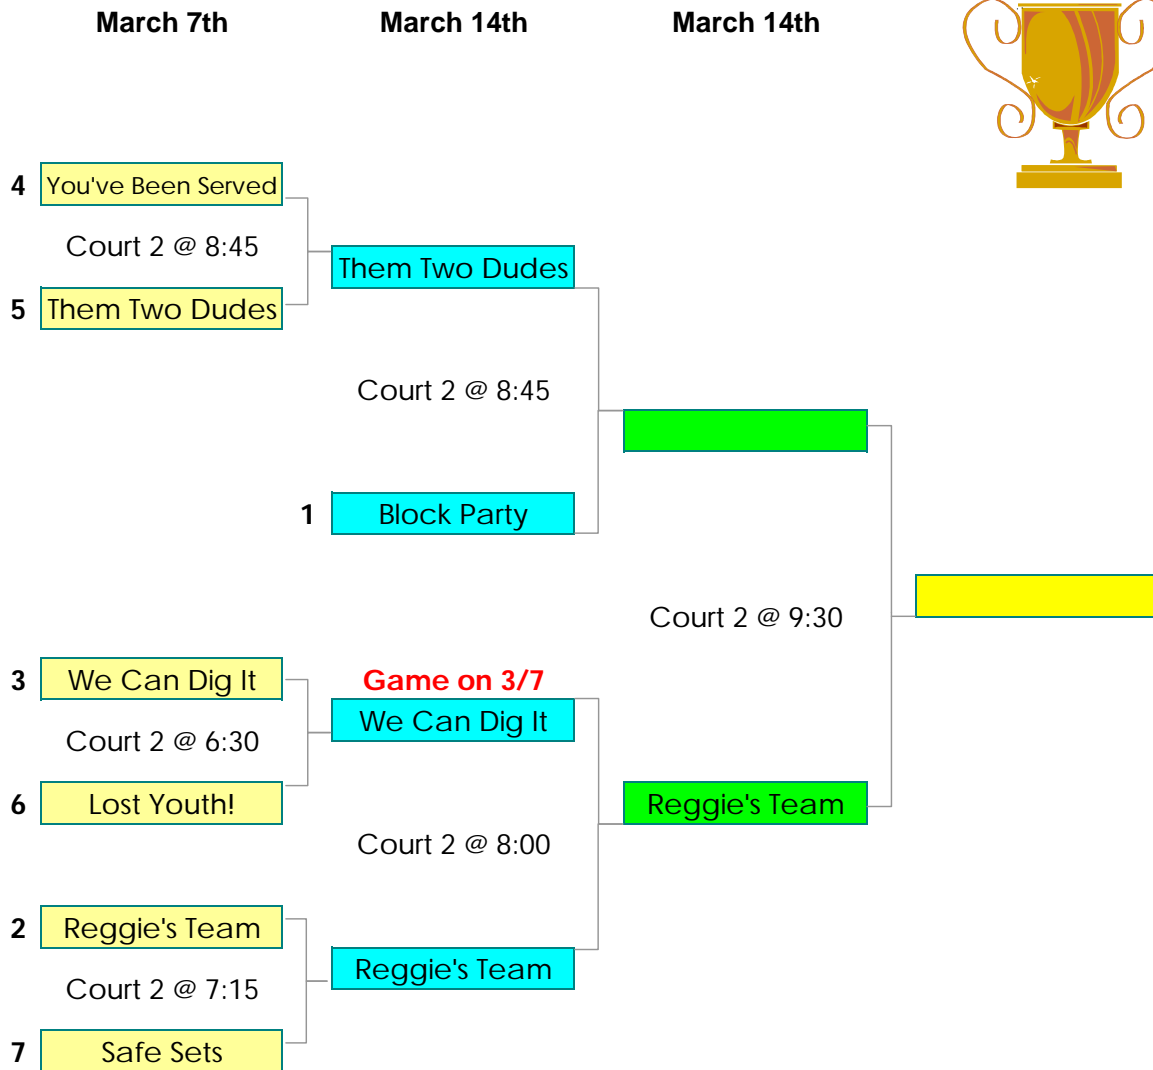 March 7th March 14th March 14th
4 You've Been Served
Court 2 @ 8:45
Them Two Dudes
5 Them Two Dudes
Court 2 @ 8:45
1 Block Party
Court 2 @ 9:30
3 We Can Dig It
Game on 3/7
We Can Dig It
Court 2 @ 6:30
6 Lost Youth!
Reggie's Team
Court 2 @ 8:00
2 Reggie's Team
Reggie's Team
Court 2 @ 7:15
7 Safe Sets